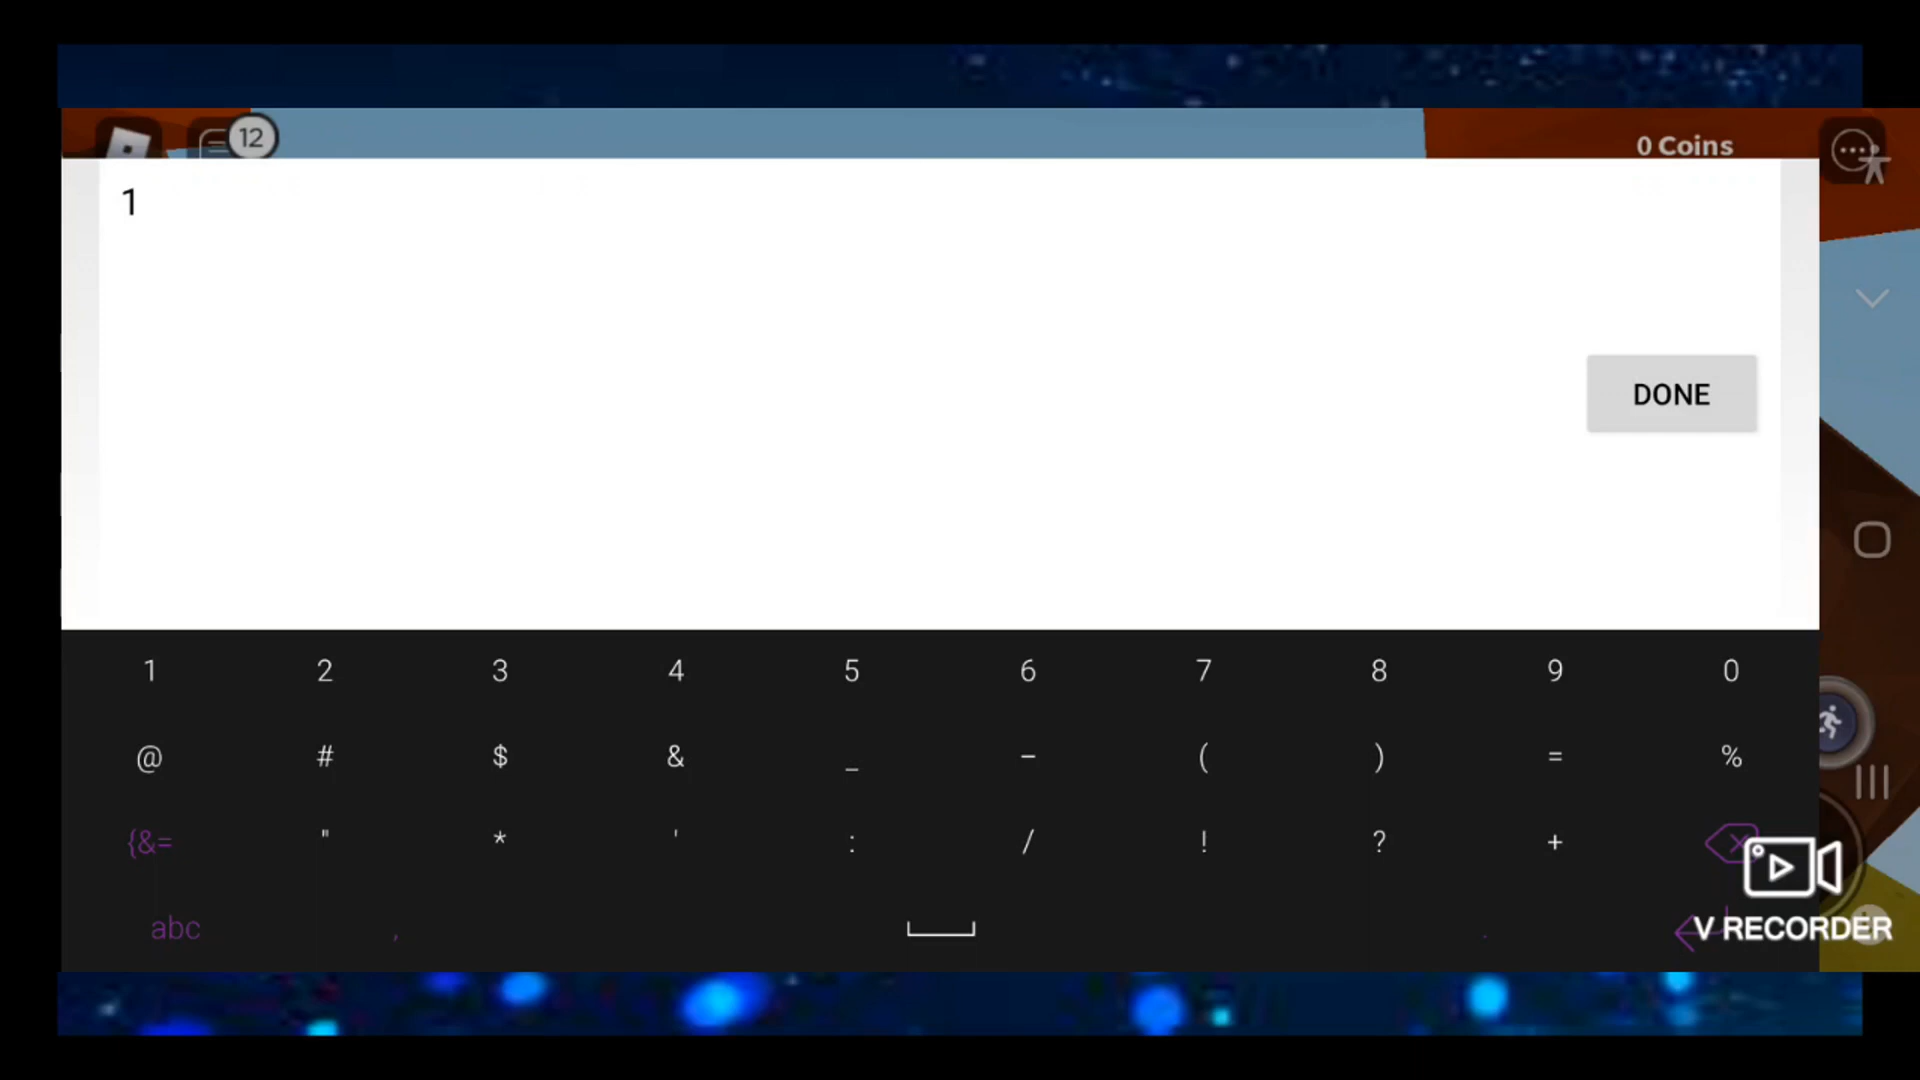 12
0 Coins
1
DONE
1 2 3 4 5 6 7 8 9 0
@ # $ & _ - ( ) = %
{&= " * ' : / ! ? +
abc , .
V RECORDER